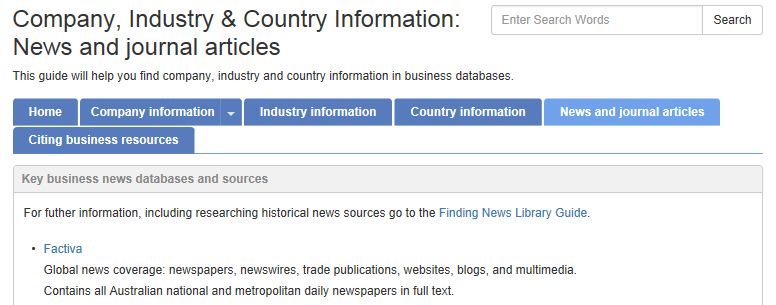 Company, Industry & Country Information:
News and journal articles
Enter Search Words
Search
This guide will help you find company, industry and country information in business databases.
Home
Company information
Industry information
Country information
News and journal articles
Citing business resources
Key business news databases and sources
For futher information, including researching historical news sources go to the Finding News Library Guide.
• Factiva
Global news coverage: newspapers, newswires, trade publications, websites, blogs, and multimedia.
Contains all Australian national and metropolitan daily newspapers in full text.